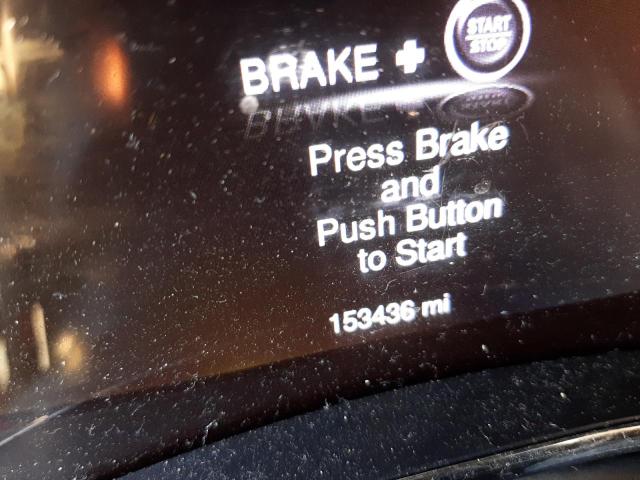 BRAKE + START STOP
Press Brake
and
Push Button
to Start
153436 mi